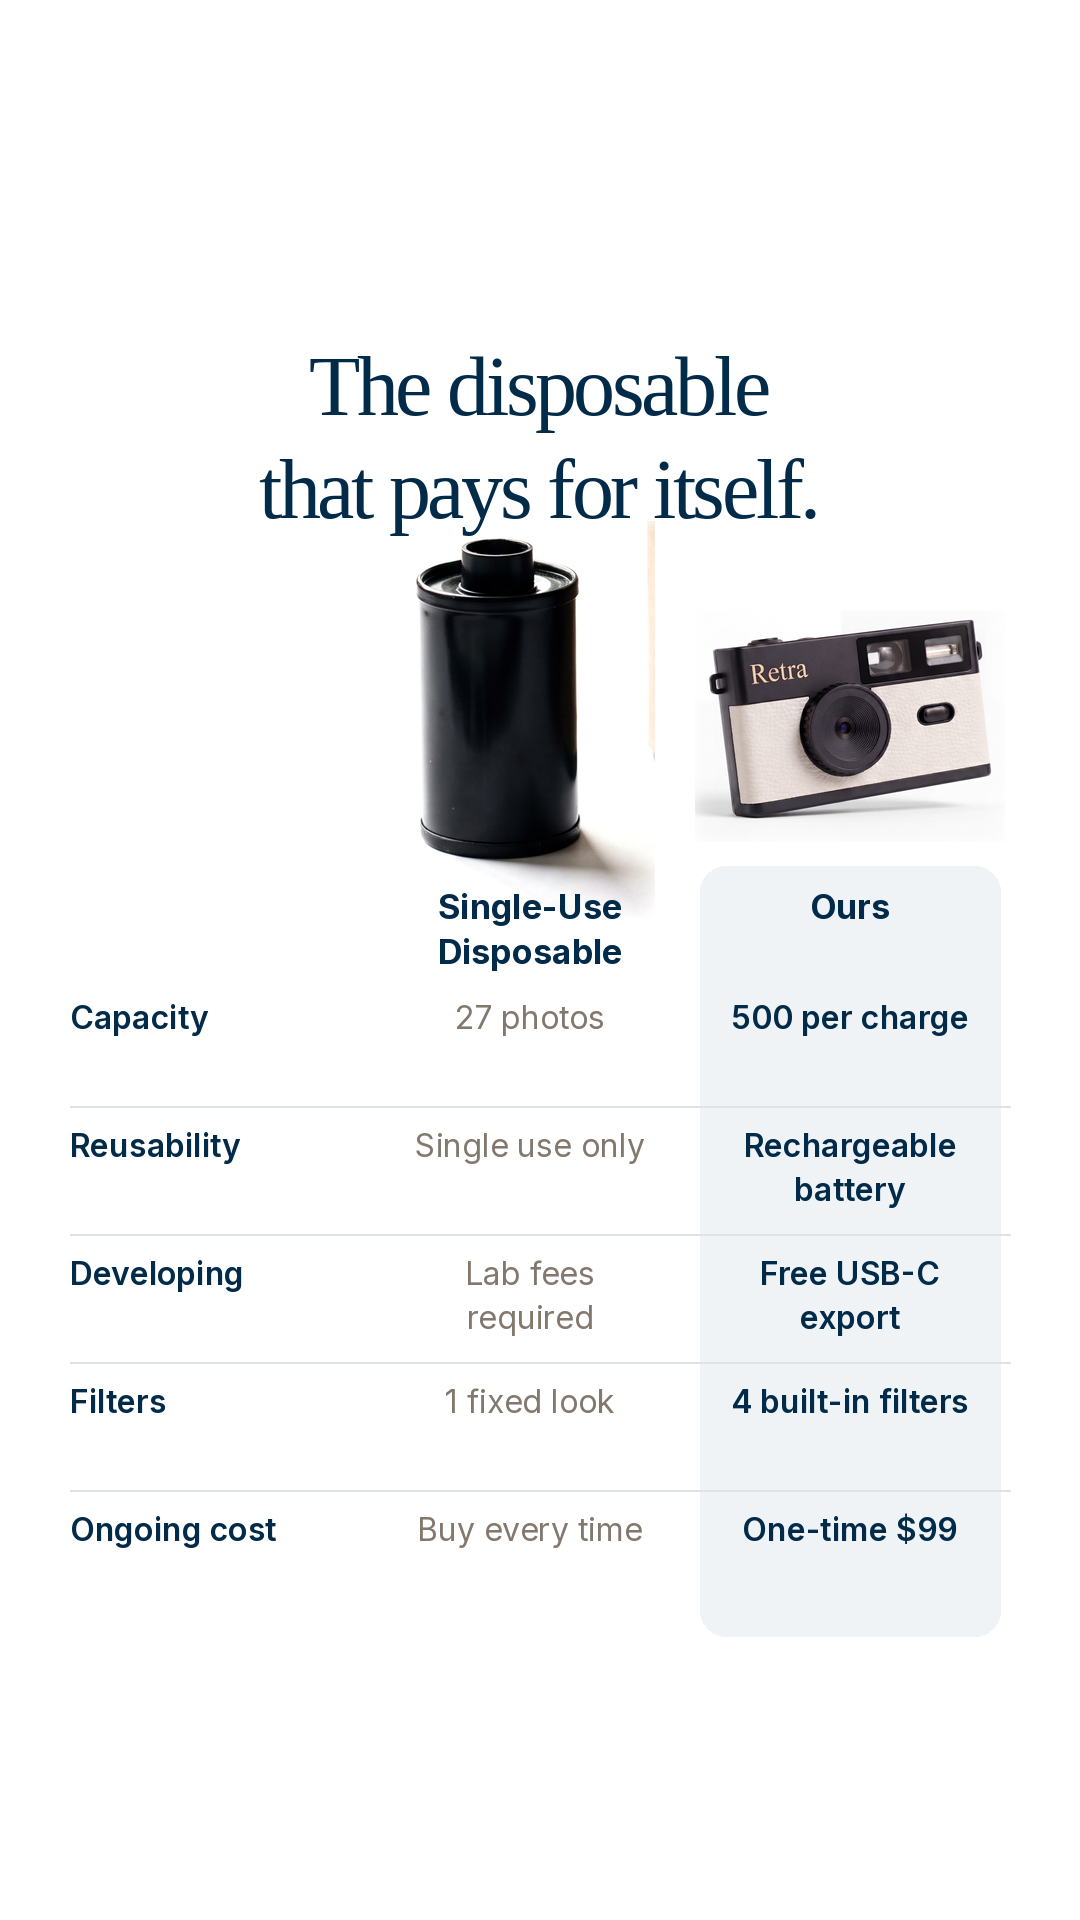 The disposable
that pays for itself.
Retra
Single-Use
Disposable
Ours
Capacity
27 photos
500 per charge
Reusability
Single use only
Rechargeable
battery
Developing
Lab fees
required
Free USB-C
export
Filters
1 fixed look
4 built-in filters
Ongoing cost
Buy every time
One-time $99